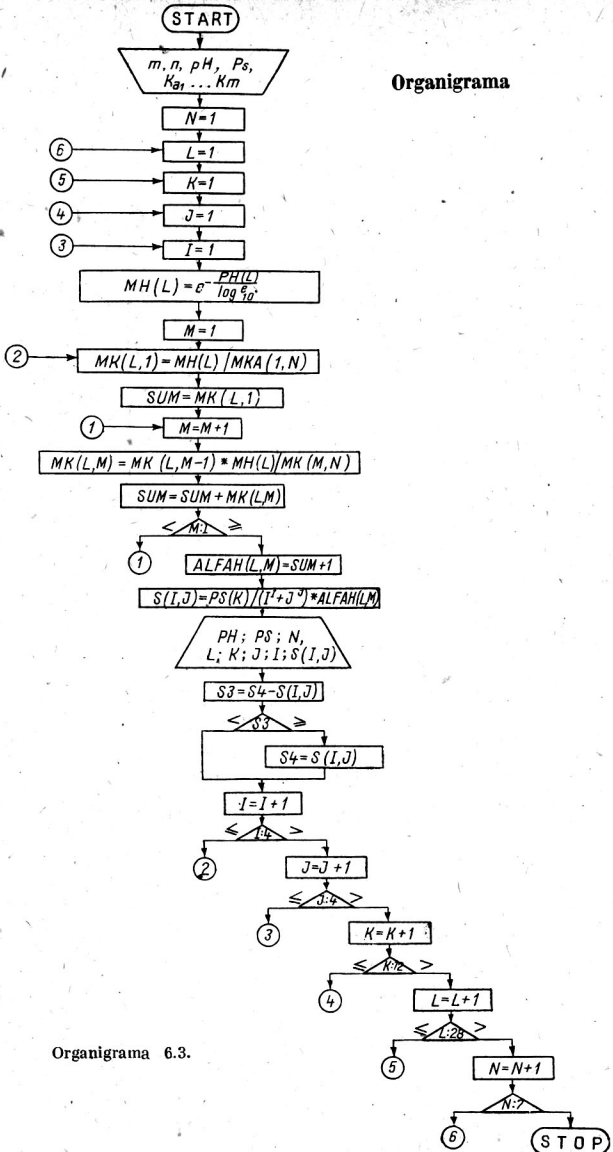 START
m, n, pH, Ps,
Ka1 ... Km
Organigrama
N=1
6
L=1
5
K=1
4
J=1
3
I=1
MH(L)=e-PH(L)/log e 10
M=1
2
MK(L,1)=MH(L)/MKA(1,N)
SUM=MK(L,1)
1
M=M+1
MK(L,M)=MK(L,M-1)*MH(L)/MK(M,N)
SUM=SUM+MK(L,M)
< M:I ≥
1
ALFAH(L,M)=SUM+1
S(I,J)=PS(K)/(I^I+J^J)*ALFAH(L,M)
PH; PS; N,
L; K; J; I; S(I,J)
S3=S4-S(I,J)
< S3 ≥
S4=S(I,J)
I=I+1
≤ I:4 >
2
J=J+1
≤ J:4 >
3
K=K+1
≤ K:12 >
4
L=L+1
≤ L:28 >
5
Organigrama 6.3.
N=N+1
≤ N:7 >
6
STOP